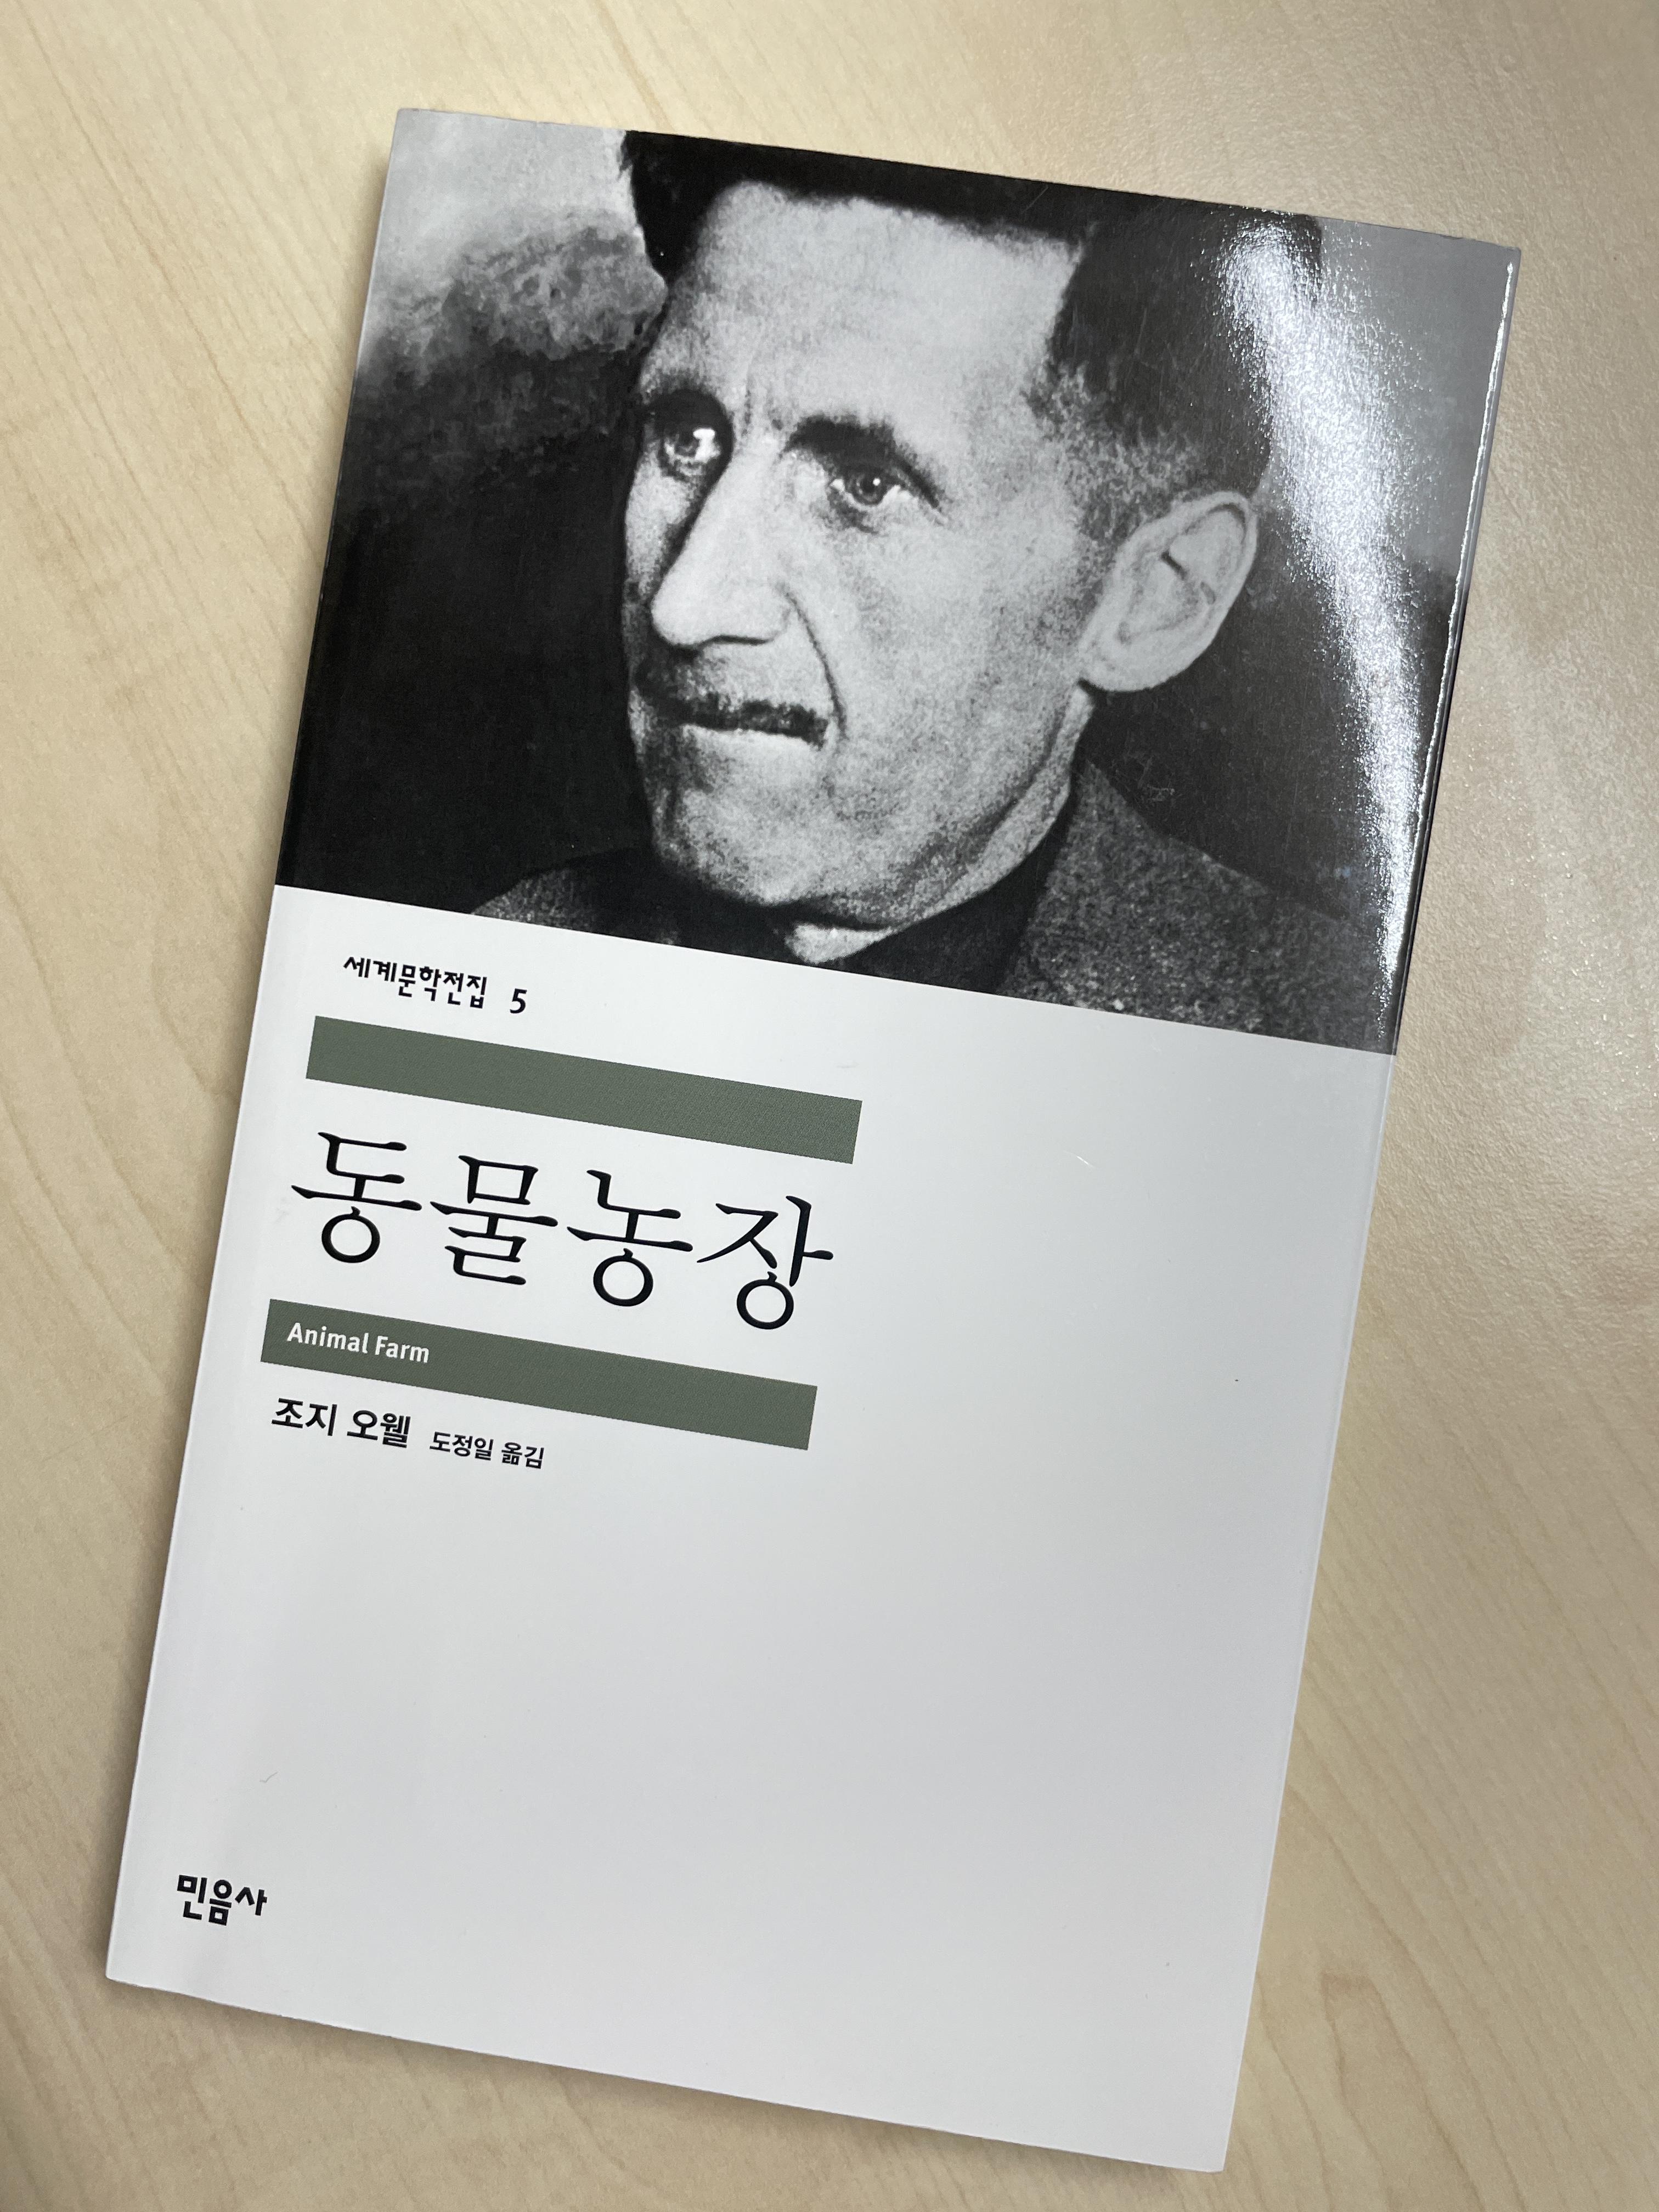 세계문학전집 5
동물농장
Animal Farm
조지 오웰 도정일 옮김
민음사